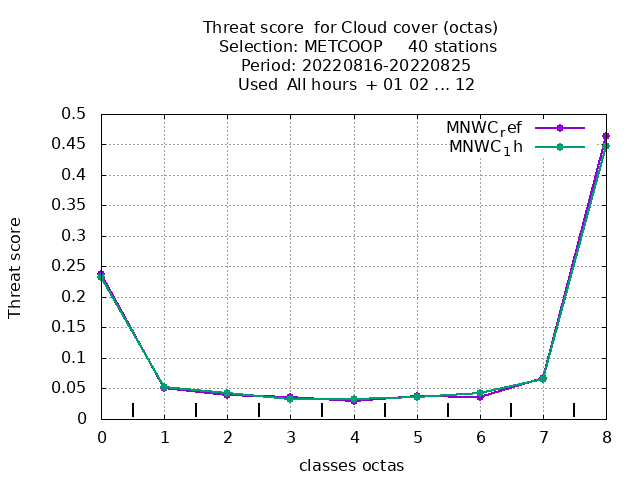 Threat score for Cloud cover (octas)
Selection: METCOOP 40 stations
Period: 20220816-20220825
Used All hours + 01 02 ... 12
MNWCref
MNWC1h
0.5
0.45
0.4
0.35
0.3
0.25
0.2
0.15
0.1
0.05
0
Threat score
0 1 2 3 4 5 6 7 8
classes octas